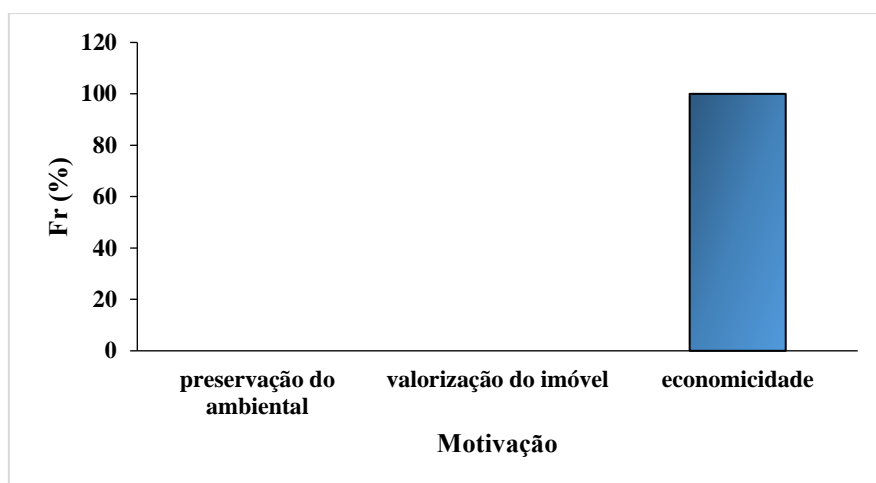 120
100
80
60
40
20
0
Fr (%)
preservação do
ambiental
valorização do imóvel
economicidade
Motivação